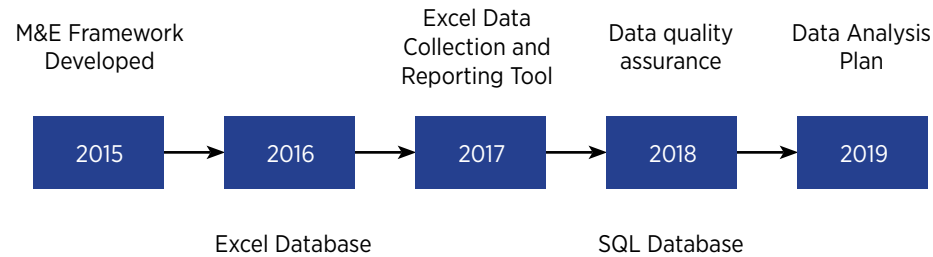 M&E Framework
Developed
Excel Data
Collection and
Reporting Tool
Data quality
assurance
Data Analysis
Plan
2015
2016
2017
2018
2019
Excel Database
SQL Database